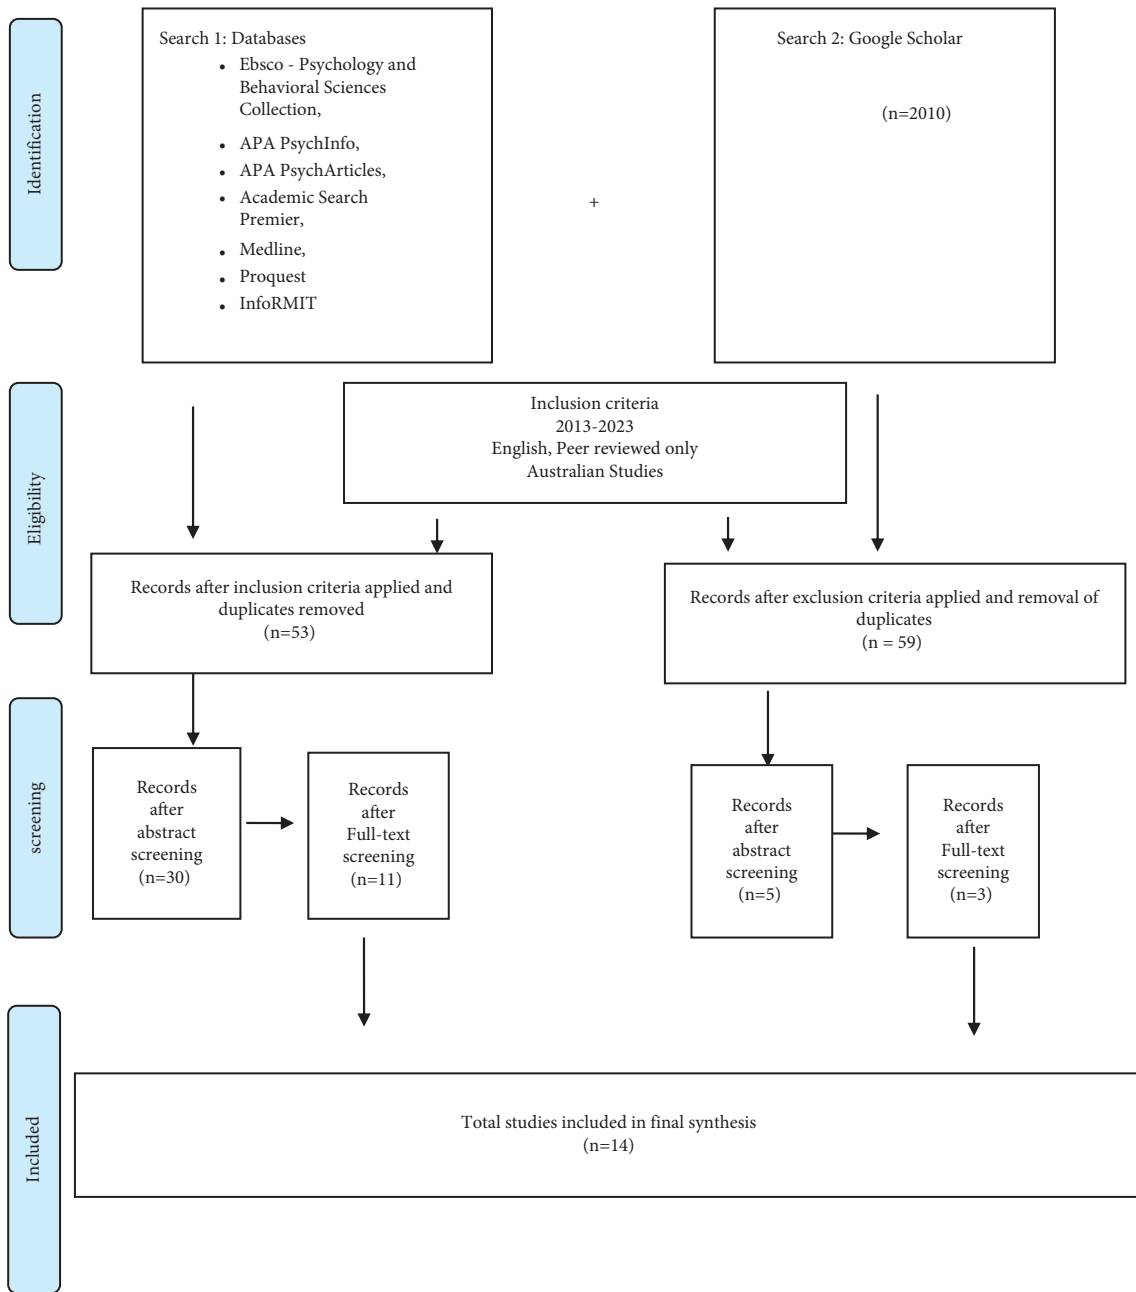 Identification
Search 1: Databases
• Ebsco - Psychology and
Behavioral Sciences
Collection,
• APA PsychInfo,
• APA PsychArticles,
• Academic Search
Premier,
• Medline,
• Proquest
• InfoRMIT
+
Search 2: Google Scholar
(n=2010)
Eligibility
Inclusion criteria
2013-2023
English, Peer reviewed only
Australian Studies
Records after inclusion criteria applied and
duplicates removed
(n=53)
Records after exclusion criteria applied and removal of
duplicates
(n = 59)
screening
Records
after
abstract
screening
(n=30)
Records
after
Full-text
screening
(n=11)
Records
after
abstract
screening
(n=5)
Records
after
Full-text
screening
(n=3)
Included
Total studies included in final synthesis
(n=14)